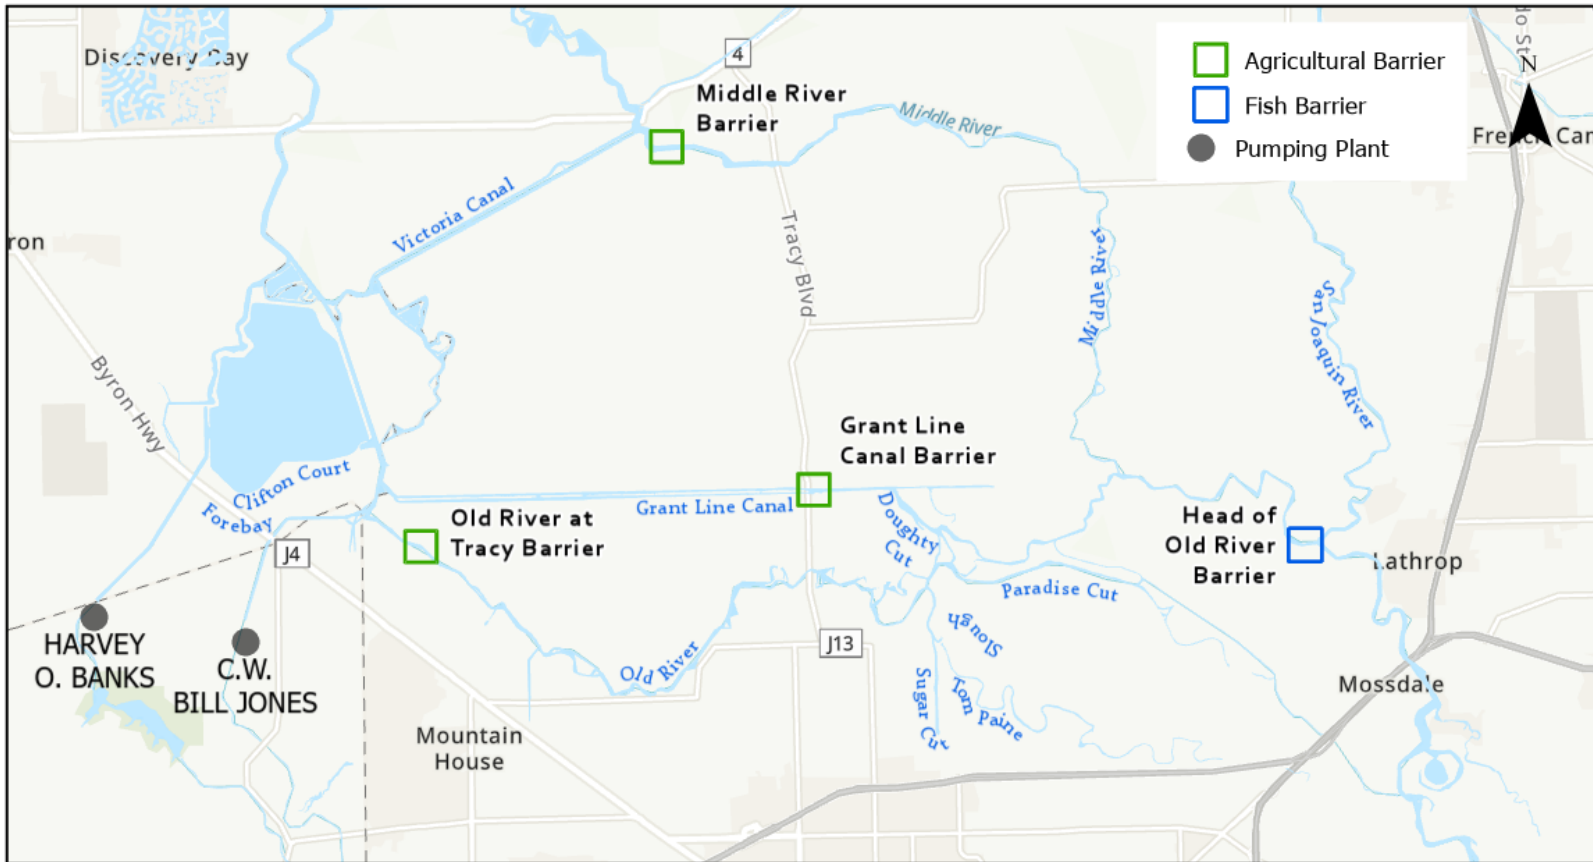 Discovery Bay
4
Middle River
Barrier
Middle River
Agricultural Barrier
Fish Barrier
Pumping Plant
N
Victoria Canal
Tracy Blvd
Middle River
San Joaquin River
Byron Hwy
Clifton Court
Forebay
Grant Line
Canal Barrier
Grant Line Canal
Old River at
Tracy Barrier
Doughty
Cut
Head of
Old River
Barrier
Lathrop
J4
Paradise Cut
HARVEY
O. BANKS
C.W.
BILL JONES
J13
Old River
Slough
Tom Paine
Sugar Cut
Mossdale
Mountain
House